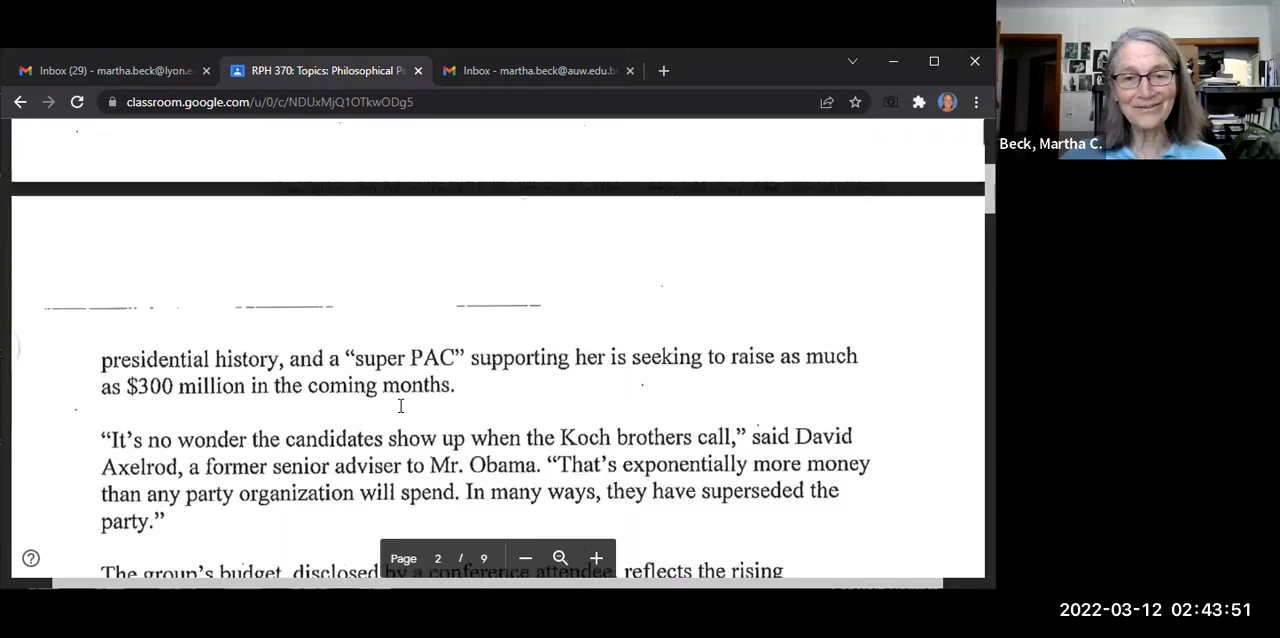 Inbox (29) - martha.beck@lyon.e
RPH 370: Topics: Philosophical Ps
Inbox - martha.beck@auw.edu.b
classroom.google.com/u/0/c/NDUxMjQ1OTkwODg5
Beck, Martha C.
presidential history, and a “super PAC” supporting her is seeking to raise as much
as $300 million in the coming months.
“It’s no wonder the candidates show up when the Koch brothers call,” said David
Axelrod, a former senior adviser to Mr. Obama. “That’s exponentially more money
than any party organization will spend. In many ways, they have superseded the
party.”
Page 2 / 9
The group’s budget, disclosed by a conference attendee, reflects the rising
2022-03-12 02:43:51